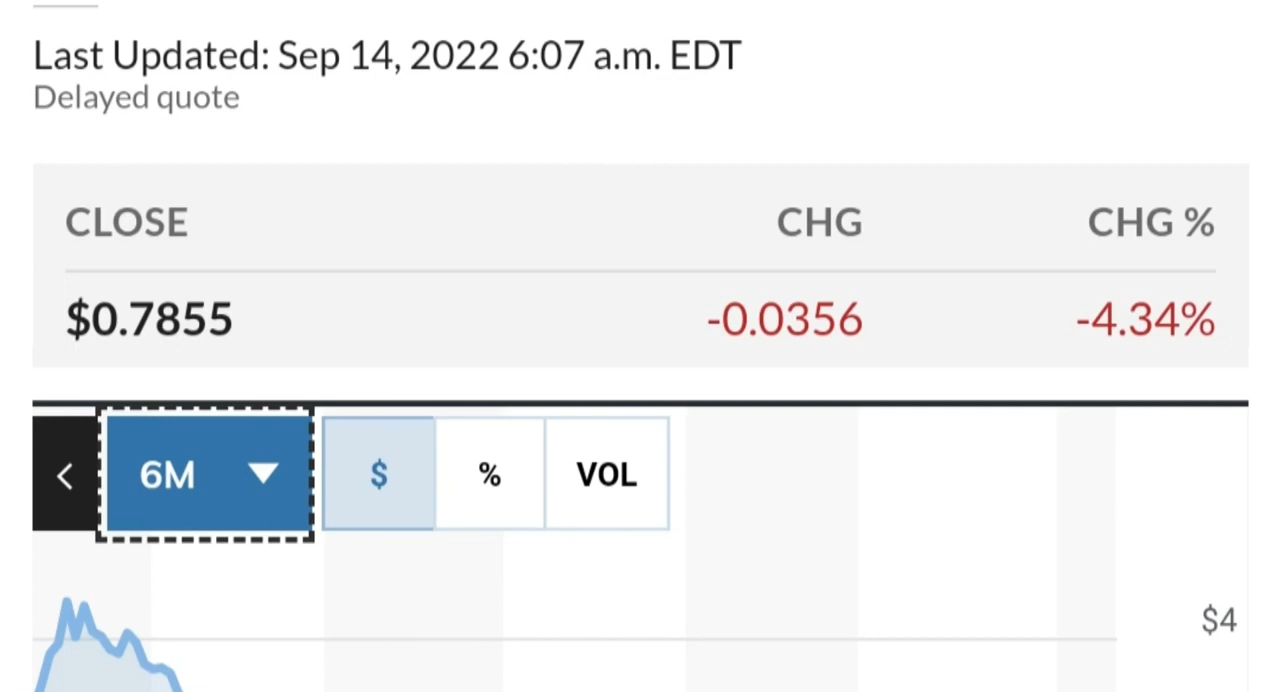 Last Updated: Sep 14, 2022 6:07 a.m. EDT
Delayed quote
CLOSE CHG CHG %
$0.7855 -0.0356 -4.34%
6M $ % VOL
$4